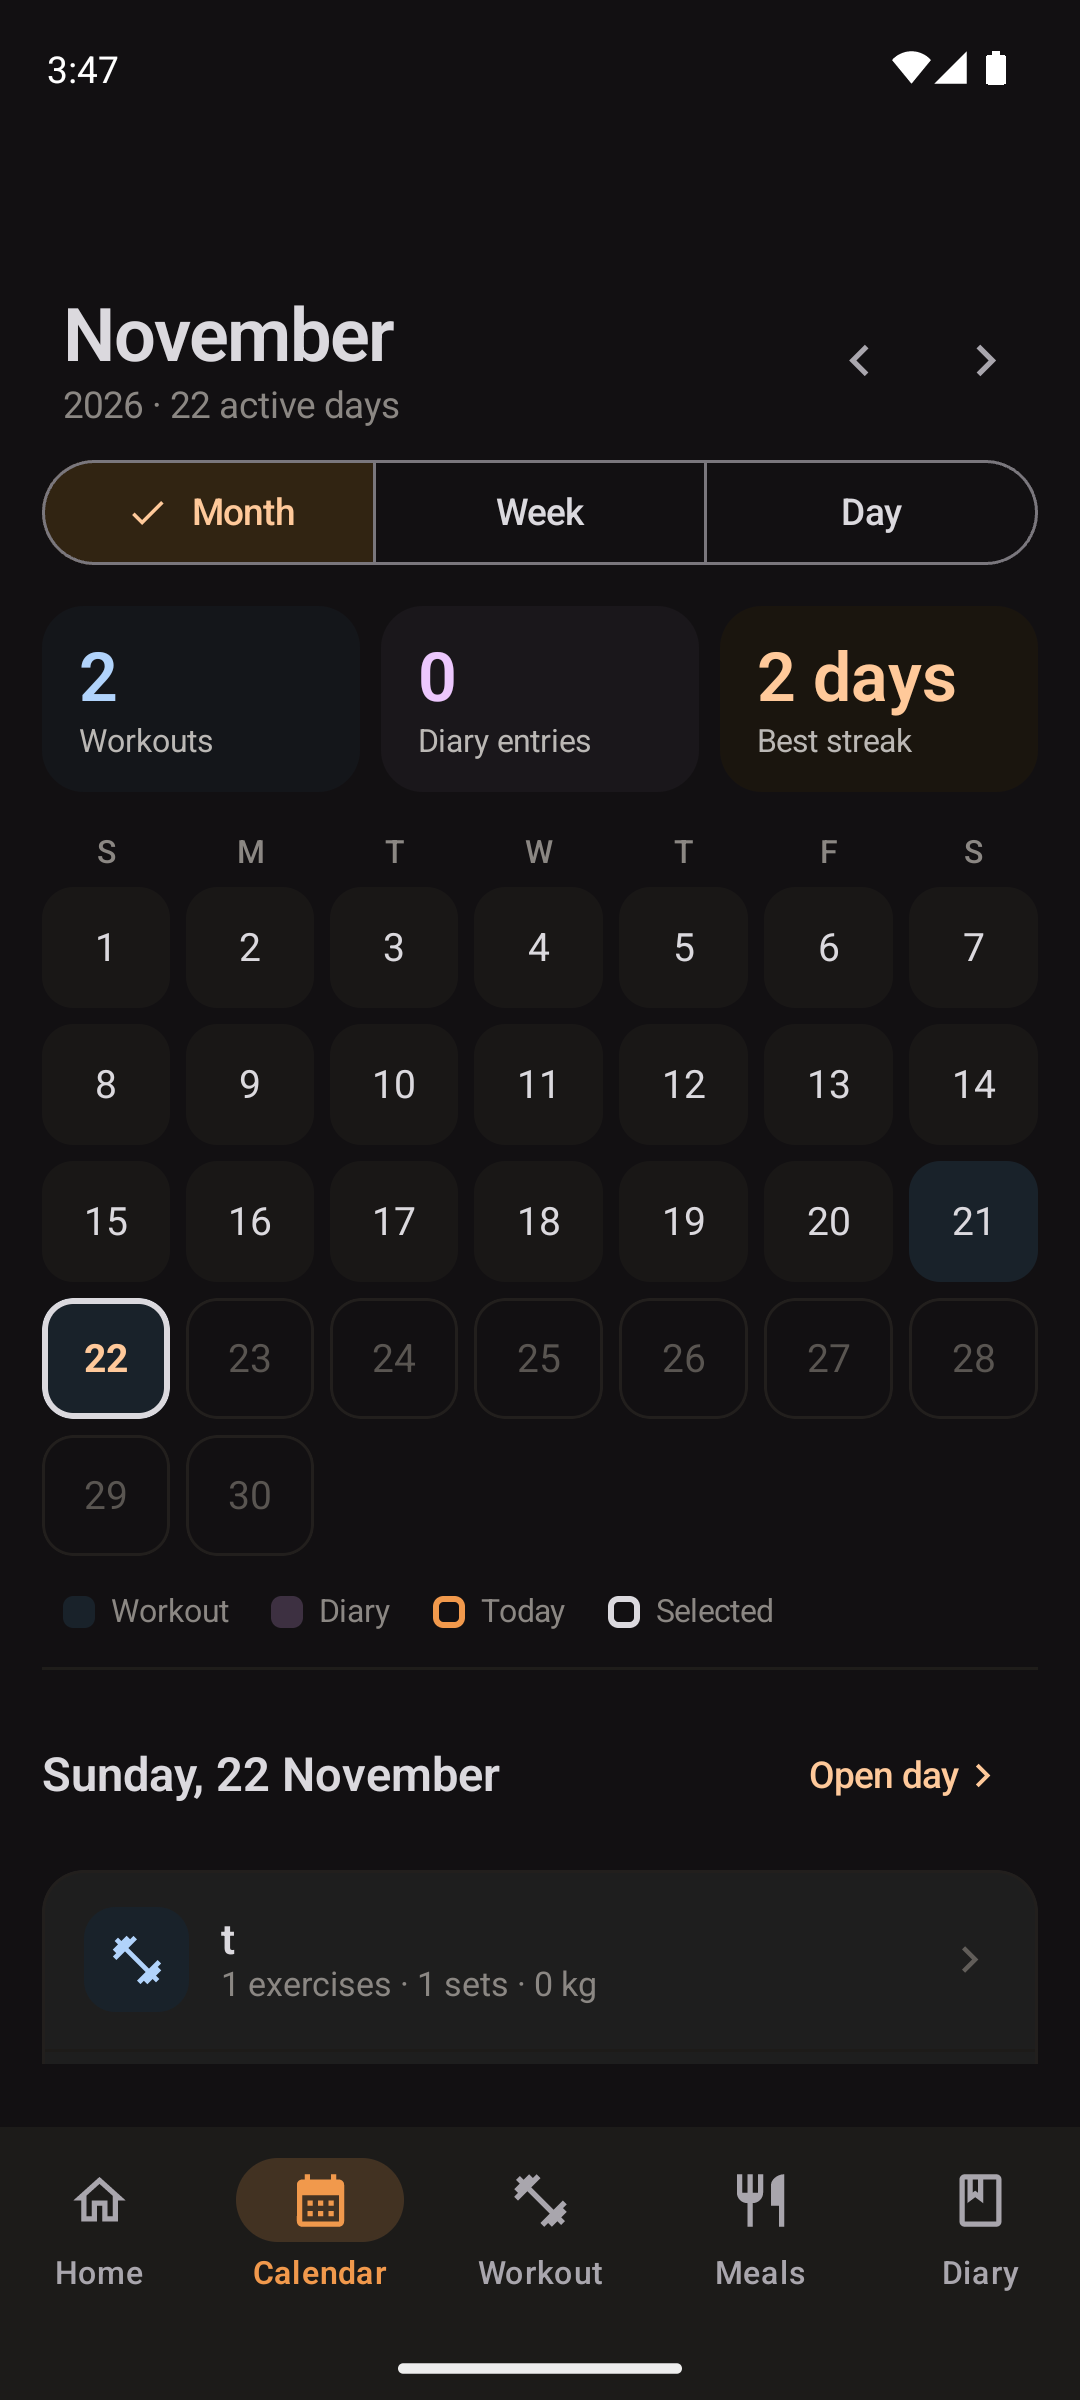 3:47
November
2026 · 22 active days
Month Week Day
2 0 2 days
Workouts Diary entries Best streak
S M T W T F S
1 2 3 4 5 6 7
8 9 10 11 12 13 14
15 16 17 18 19 20 21
22 23 24 25 26 27 28
29 30
Workout Diary Today Selected
Sunday, 22 November Open day
t
1 exercises · 1 sets · 0 kg
Home Calendar Workout Meals Diary